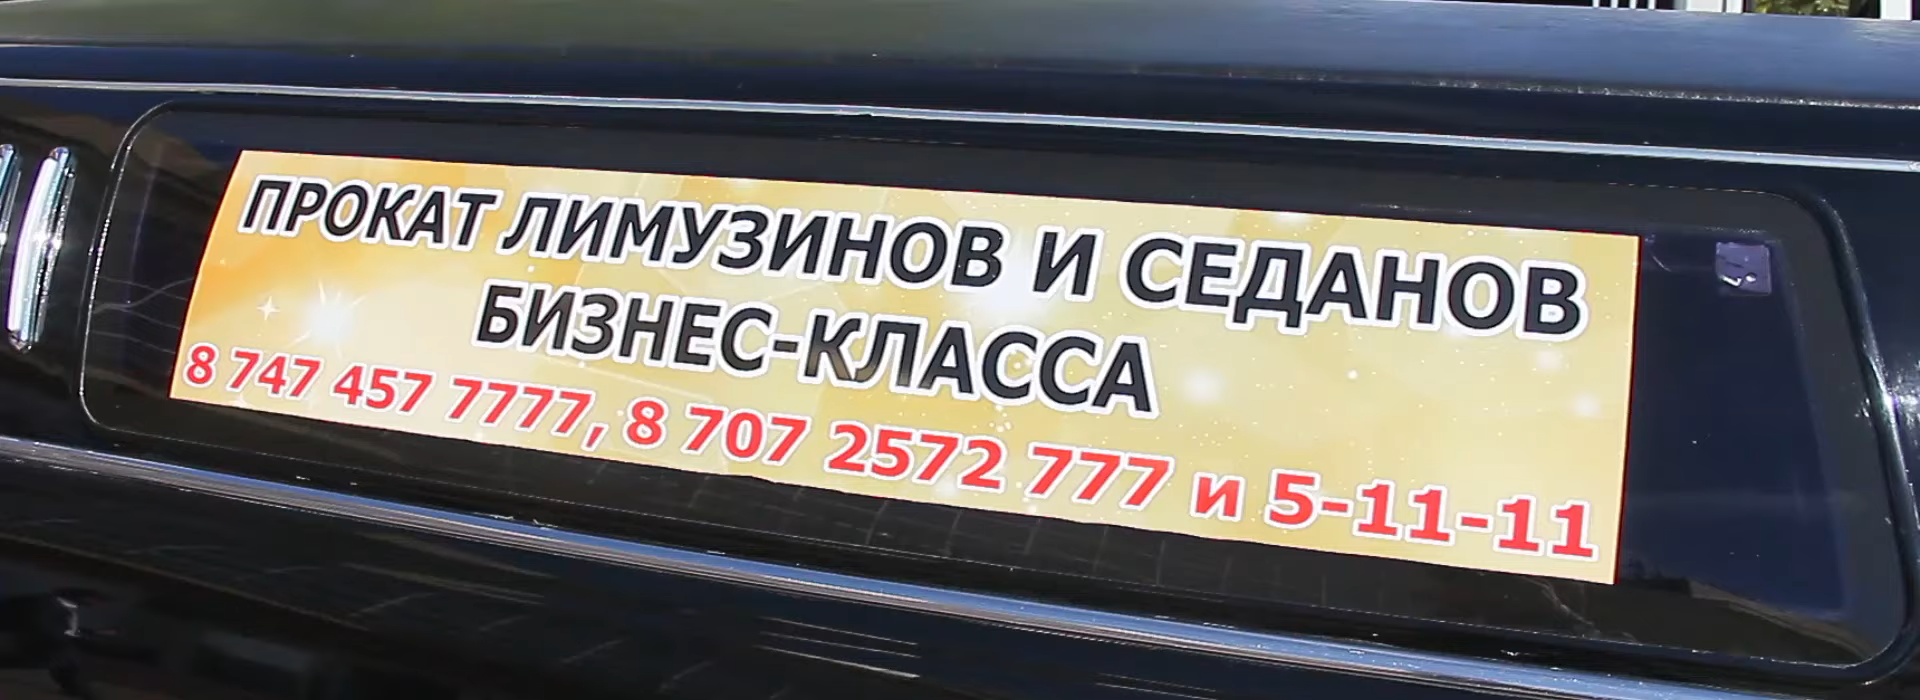 ПРОКАТ ЛИМУЗИНОВ И СЕДАНОВ
БИЗНЕС-КЛАССА
8 747 457 7777, 8 707 2572 777 и 5-11-11